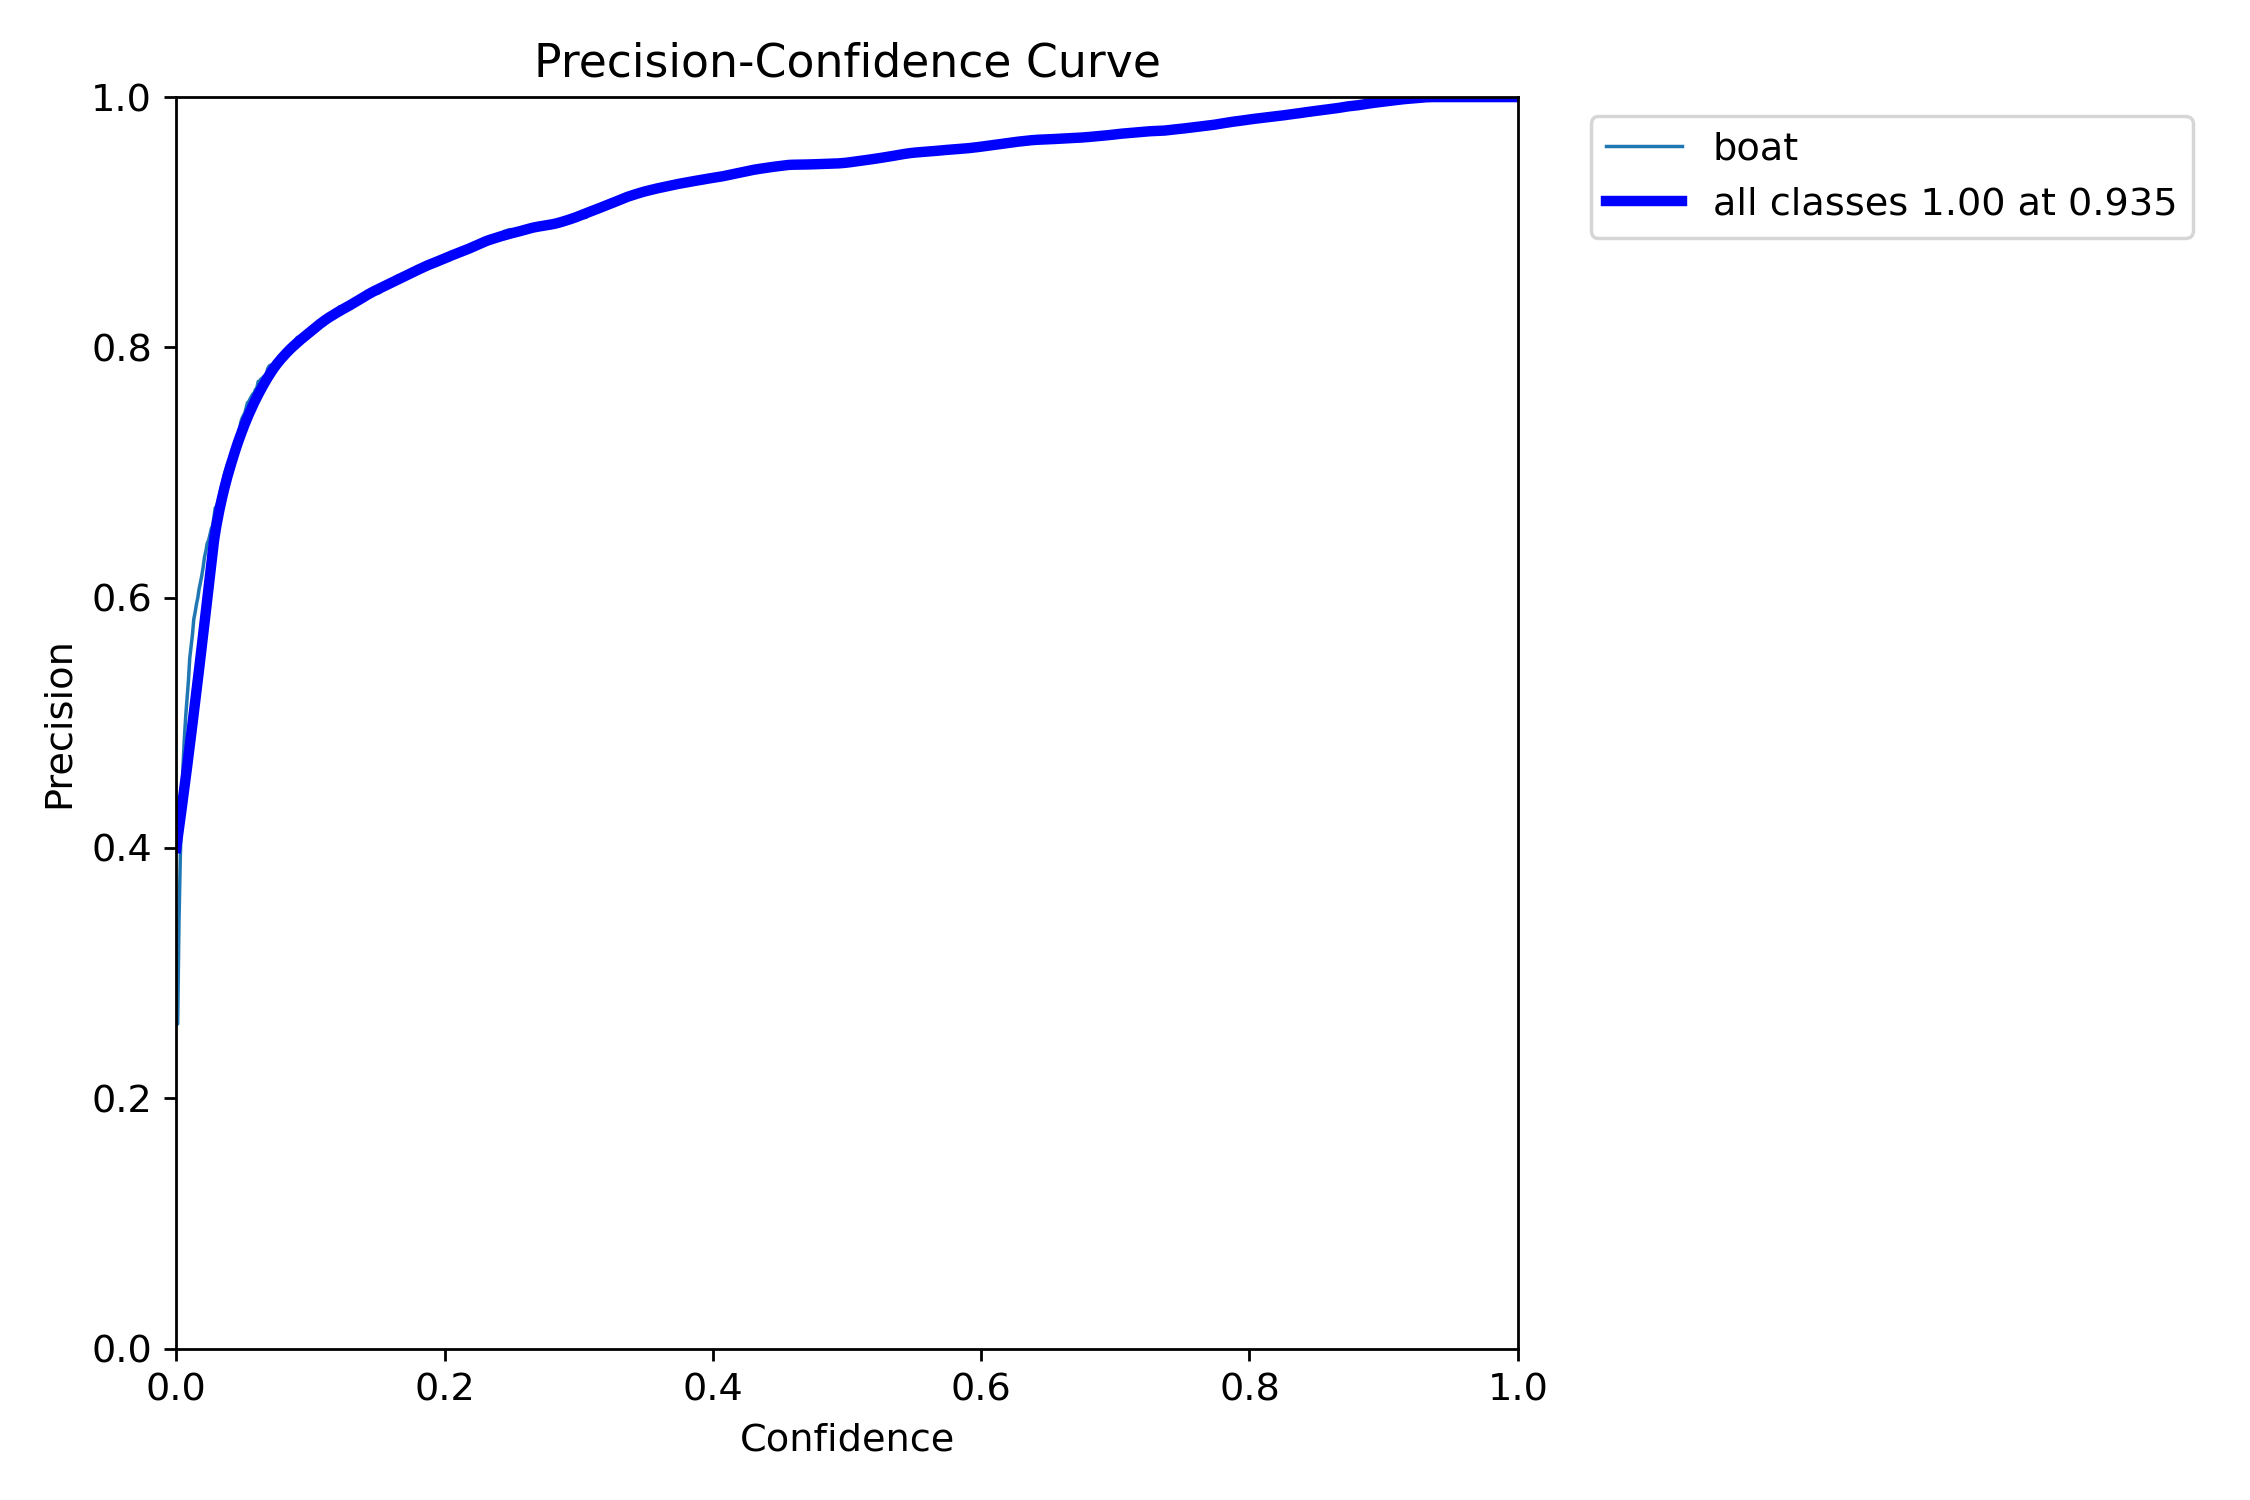 Precision-Confidence Curve
1.0
0.8
0.6
0.4
0.2
0.0
Precision
0.0 0.2 0.4 0.6 0.8 1.0
Confidence
boat
all classes 1.00 at 0.935